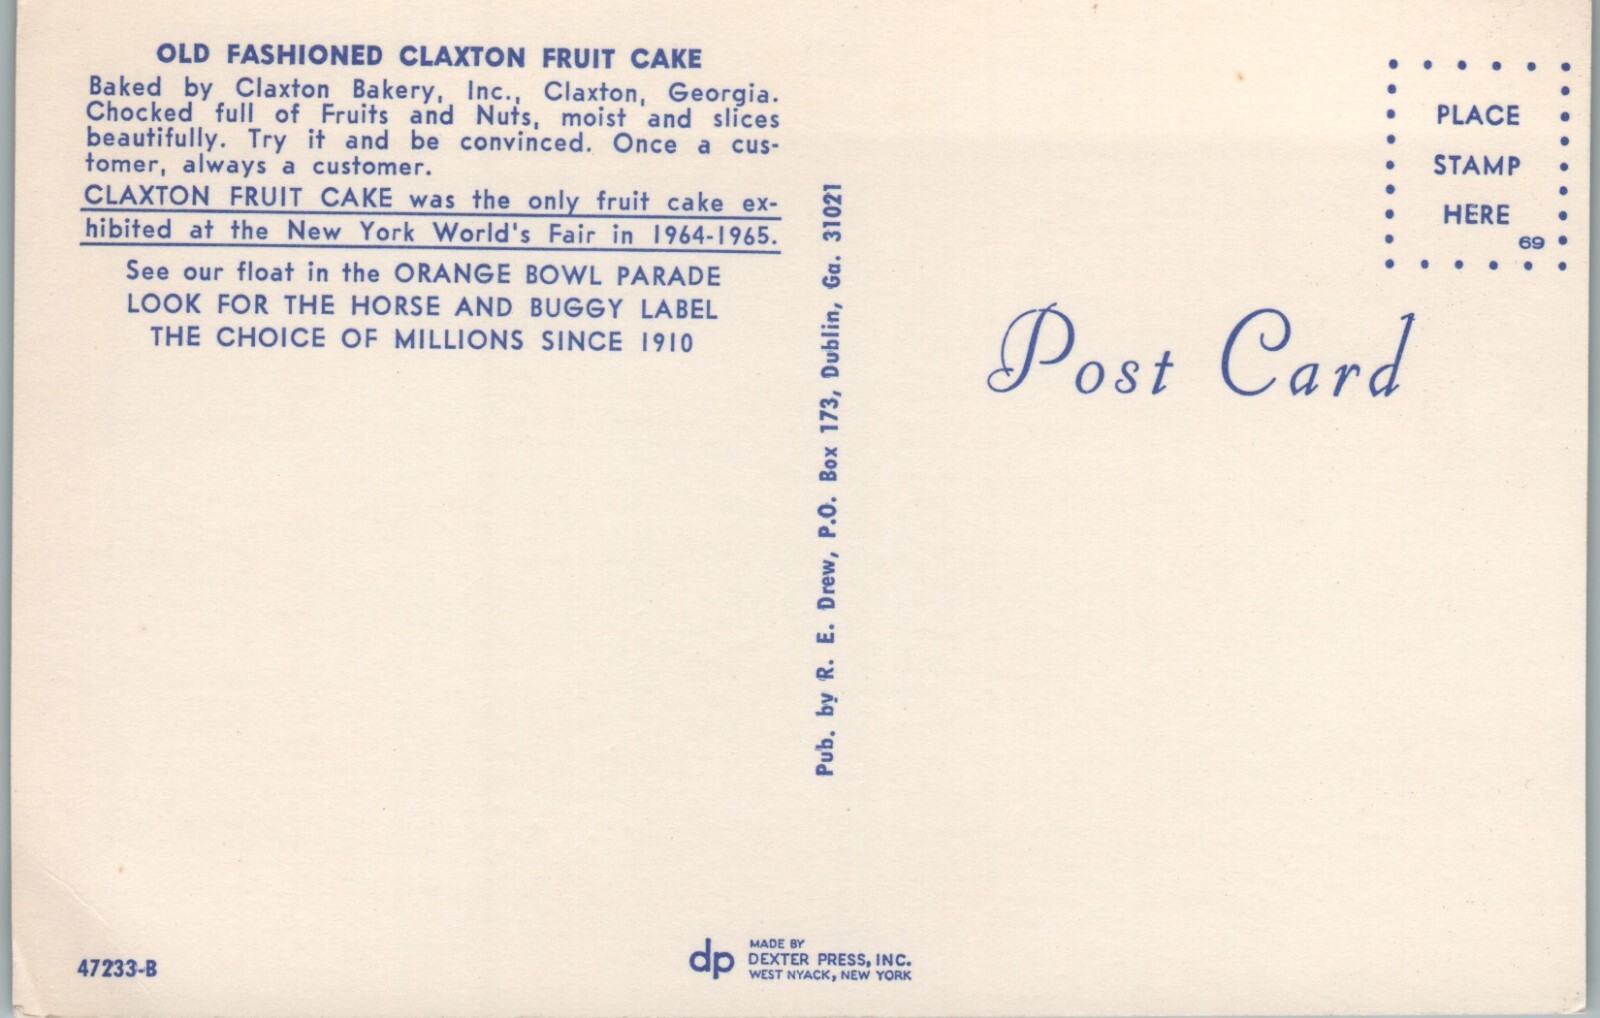 OLD FASHIONED CLAXTON FRUIT CAKE
Baked by Claxton Bakery, Inc., Claxton, Georgia.
Chocked full of Fruits and Nuts, moist and slices
beautifully. Try it and be convinced. Once a cus-
tomer, always a customer.
CLAXTON FRUIT CAKE was the only fruit cake ex-
hibited at the New York World's Fair in 1964-1965.
See our float in the ORANGE BOWL PARADE
LOOK FOR THE HORSE AND BUGGY LABEL
THE CHOICE OF MILLIONS SINCE 1910
Pub. by R. E. Drew, P.O. Box 173, Dublin, Ga. 31021
PLACE
STAMP
HERE
69
Post Card
47233-B
dp
MADE BY
DEXTER PRESS, INC.
WEST NYACK, NEW YORK